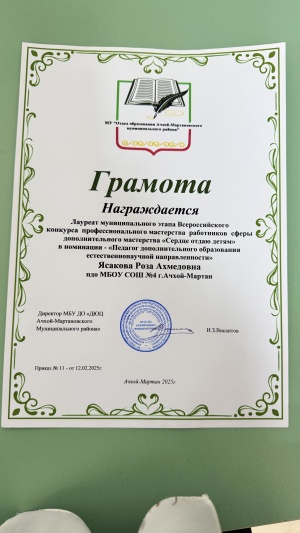 МУ "Отдел образования Ачхой-Мартановского
муниципального района"
Грамота
Награждается
Лауреат муниципального этапа Всероссийского
конкурса профессионального мастерства работников сферы
дополнительного мастерства «Сердце отдаю детям»
в номинации - «Педагог дополнительного образования
естественнонаучной направленности»
Ясакова Роза Ахмедовна
пдо МБОУ СОШ №4 г.Ачхой-Мартан
Директор МБУ ДО «ДЮЦ
Ачхой-Мартановского
Муниципального района»
Приказ № 11 - от 12.02.2025г.
Ачхой-Мартан 2025г.